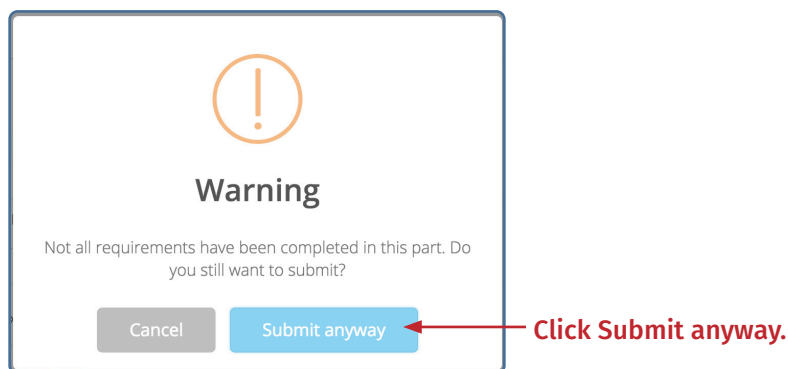 Warning
Not all requirements have been completed in this part. Do
you still want to submit?
Cancel
Submit anyway
Click Submit anyway.